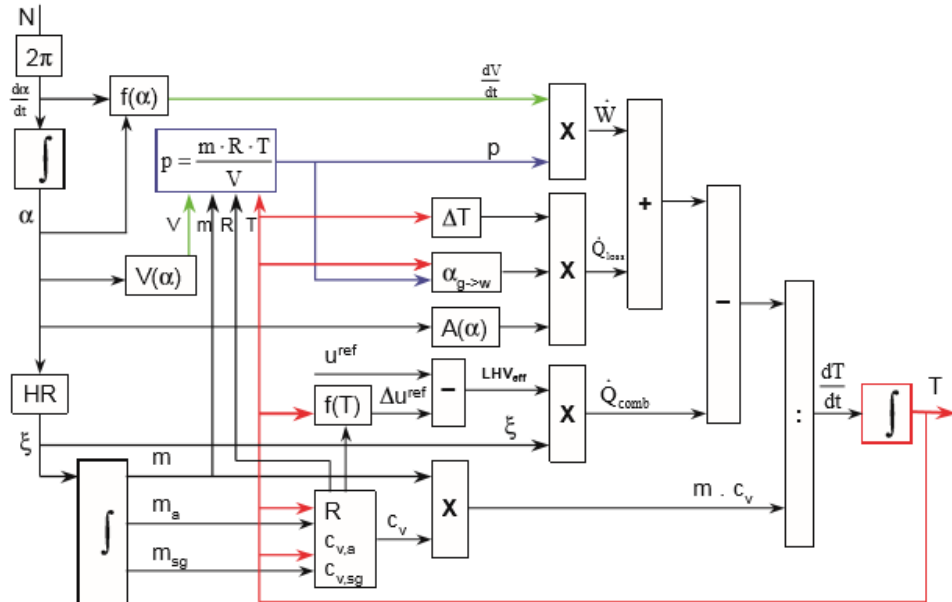 N
2π
dα/dt
f(α)
dV/dt
X
Ẇ
∫
p = m · R · T / V
p
+
α
V m R T
ΔT
X
Q̇loss
−
V(α)
αg->w
A(α)
:
uref
HR
f(T)
Δuref
−
LHVeff
X
Q̇comb
dT/dt
∫
T
ξ
ξ
m
X
m . cv
∫
ma
R
cv,a
cv
msg
cv,sg